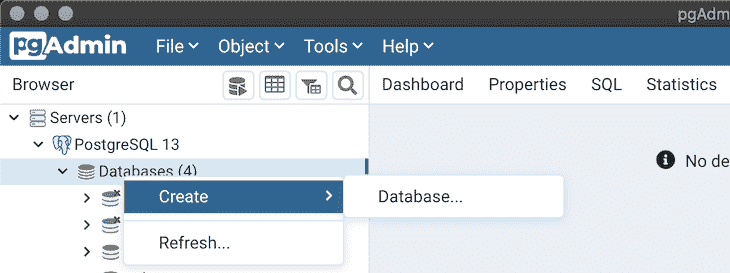 pgAdm
pgAdmin File Object Tools Help
Browser Dashboard Properties SQL Statistics
Servers (1)
PostgreSQL 13
No de
Databases (4)
Create Database...
Refresh...